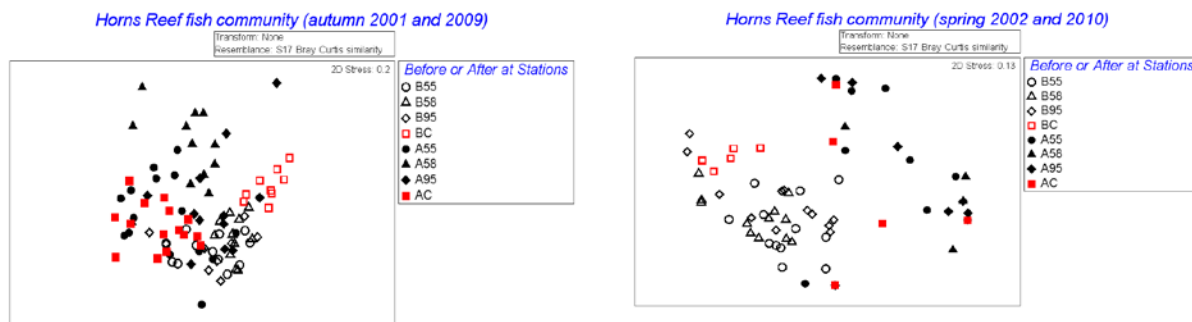 Horns Reef fish community (autumn 2001 and 2009)
Transform: None
Resemblance: S17 Bray Curtis similarity
2D Stress: 0.2
Before or After at Stations
B55
B58
B95
BC
A55
A58
A95
AC
Horns Reef fish community (spring 2002 and 2010)
Transform: None
Resemblance: S17 Bray Curtis similarity
2D Stress: 0.13
Before or After at Stations
B55
B58
B95
BC
A55
A58
A95
AC